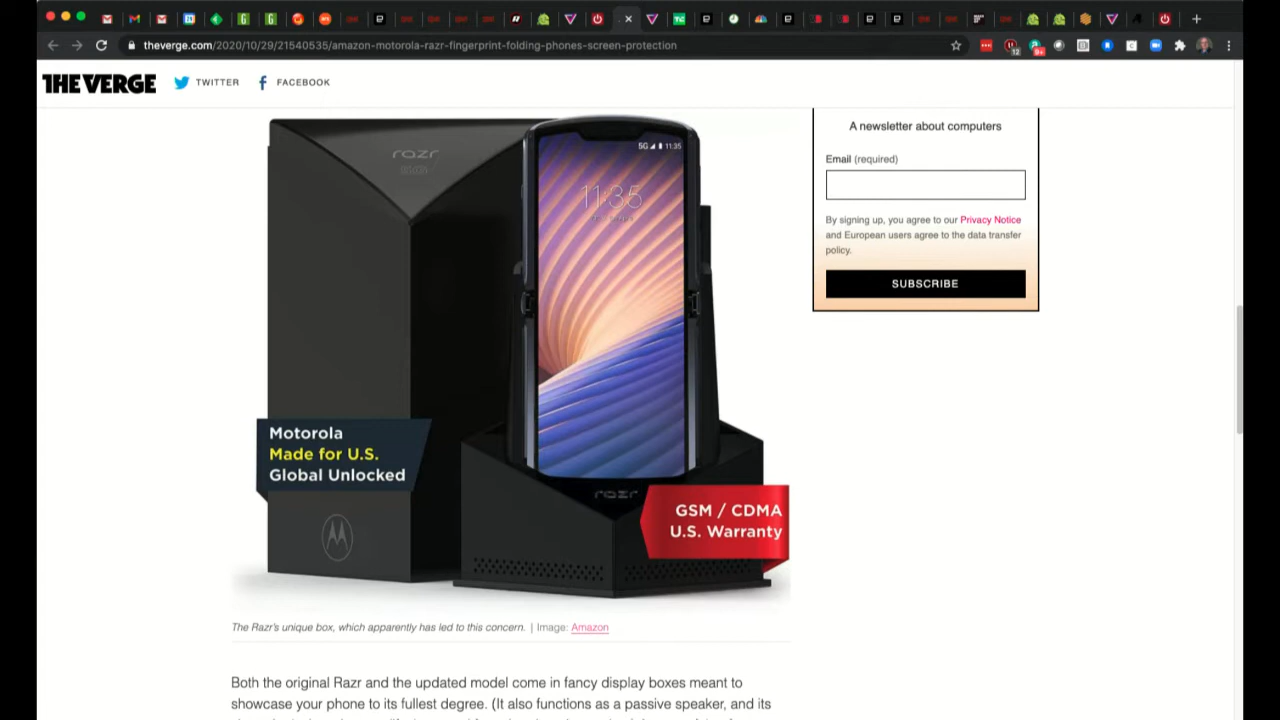 theverge.com/2020/10/29/21540535/amazon-motorola-razr-fingerprint-folding-phones-screen-protection
THE VERGE TWITTER FACEBOOK
razr
5G 11:35
11:35
Motorola
Made for U.S.
Global Unlocked
razr
GSM / CDMA
U.S. Warranty
The Razr's unique box, which apparently has led to this concern. | Image: Amazon
Both the original Razr and the updated model come in fancy display boxes meant to
showcase your phone to its fullest degree. (It also functions as a passive speaker, and its
A newsletter about computers
Email (required)
By signing up, you agree to our Privacy Notice
and European users agree to the data transfer
policy.
SUBSCRIBE